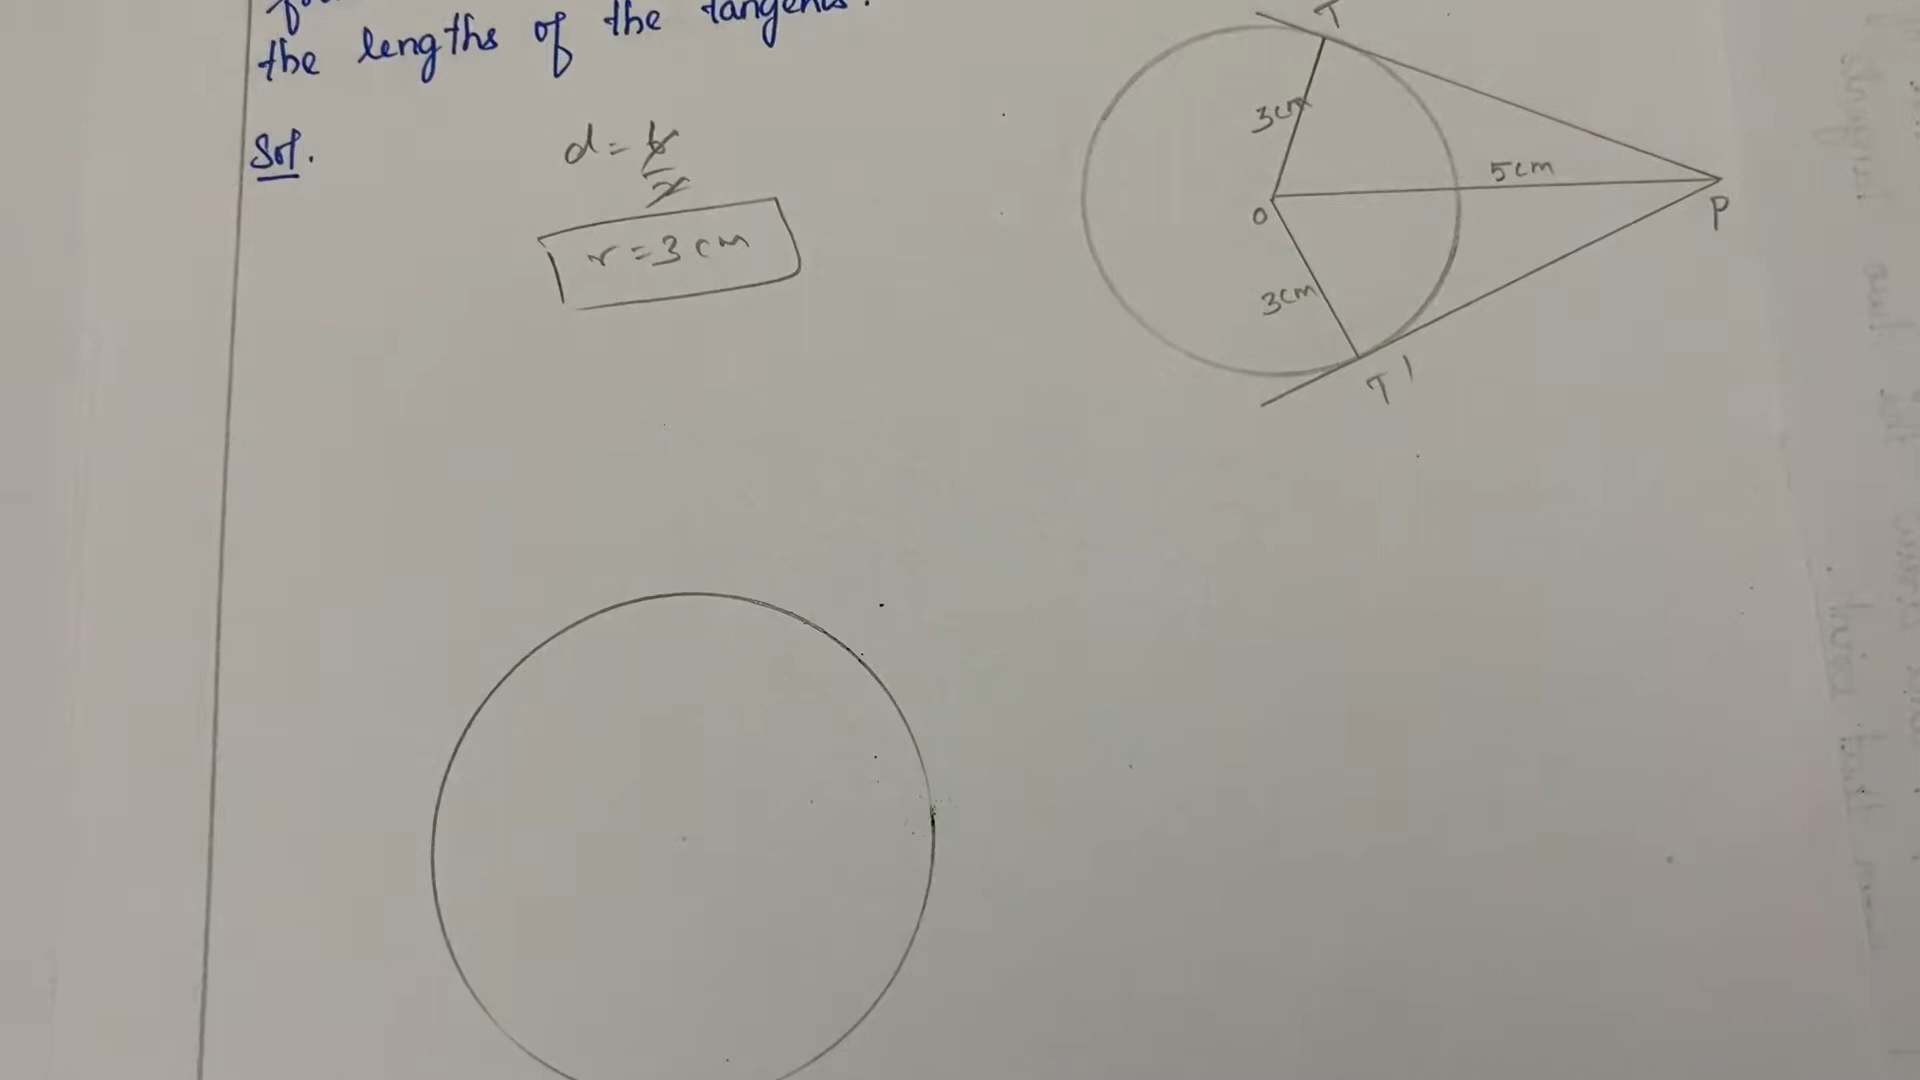 the lengths of the tangents.
Sol.
d = 6
2
r = 3 cm
T
3cm
5cm
O
P
3cm
T'